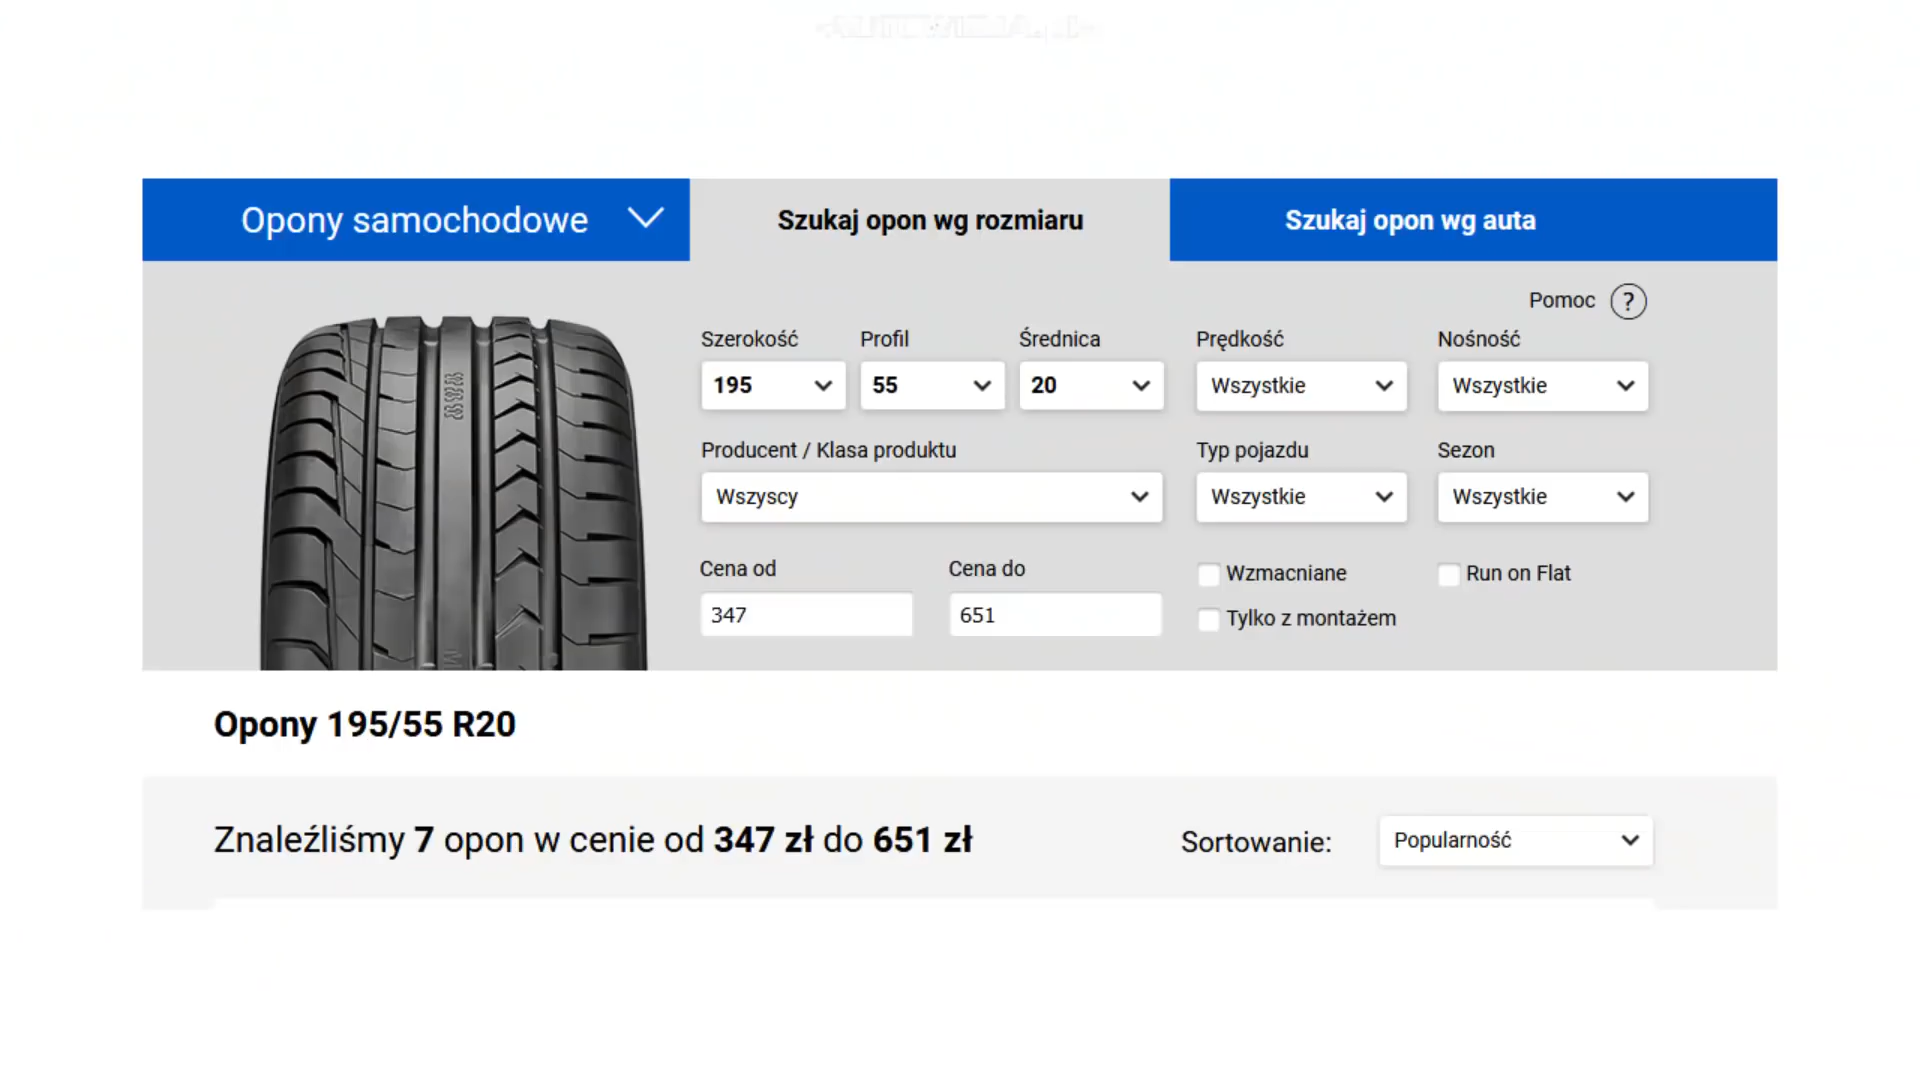 Opony samochodowe
Szukaj opon wg rozmiaru
Szukaj opon wg auta
Pomoc ?
Szerokość Profil Średnica Prędkość Nośność
195 55 20 Wszystkie Wszystkie
Producent / Klasa produktu Typ pojazdu Sezon
Wszyscy Wszystkie Wszystkie
Cena od Cena do
347 651
Wzmacniane Run on Flat
Tylko z montażem
Opony 195/55 R20
Znaleźliśmy 7 opon w cenie od 347 zł do 651 zł
Sortowanie: Popularność